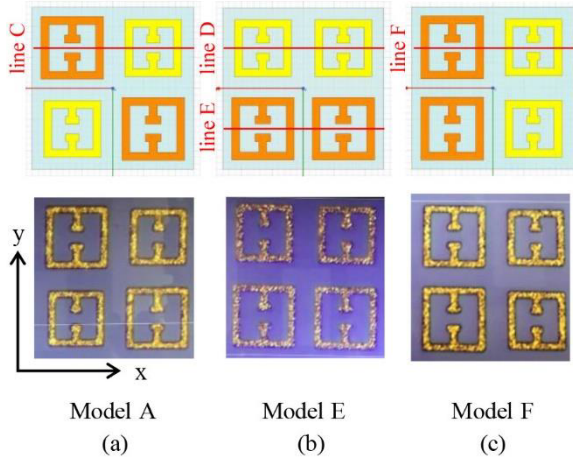 line C
line D
line E
line F
y
x
Model A
Model E
Model F
(a)
(b)
(c)